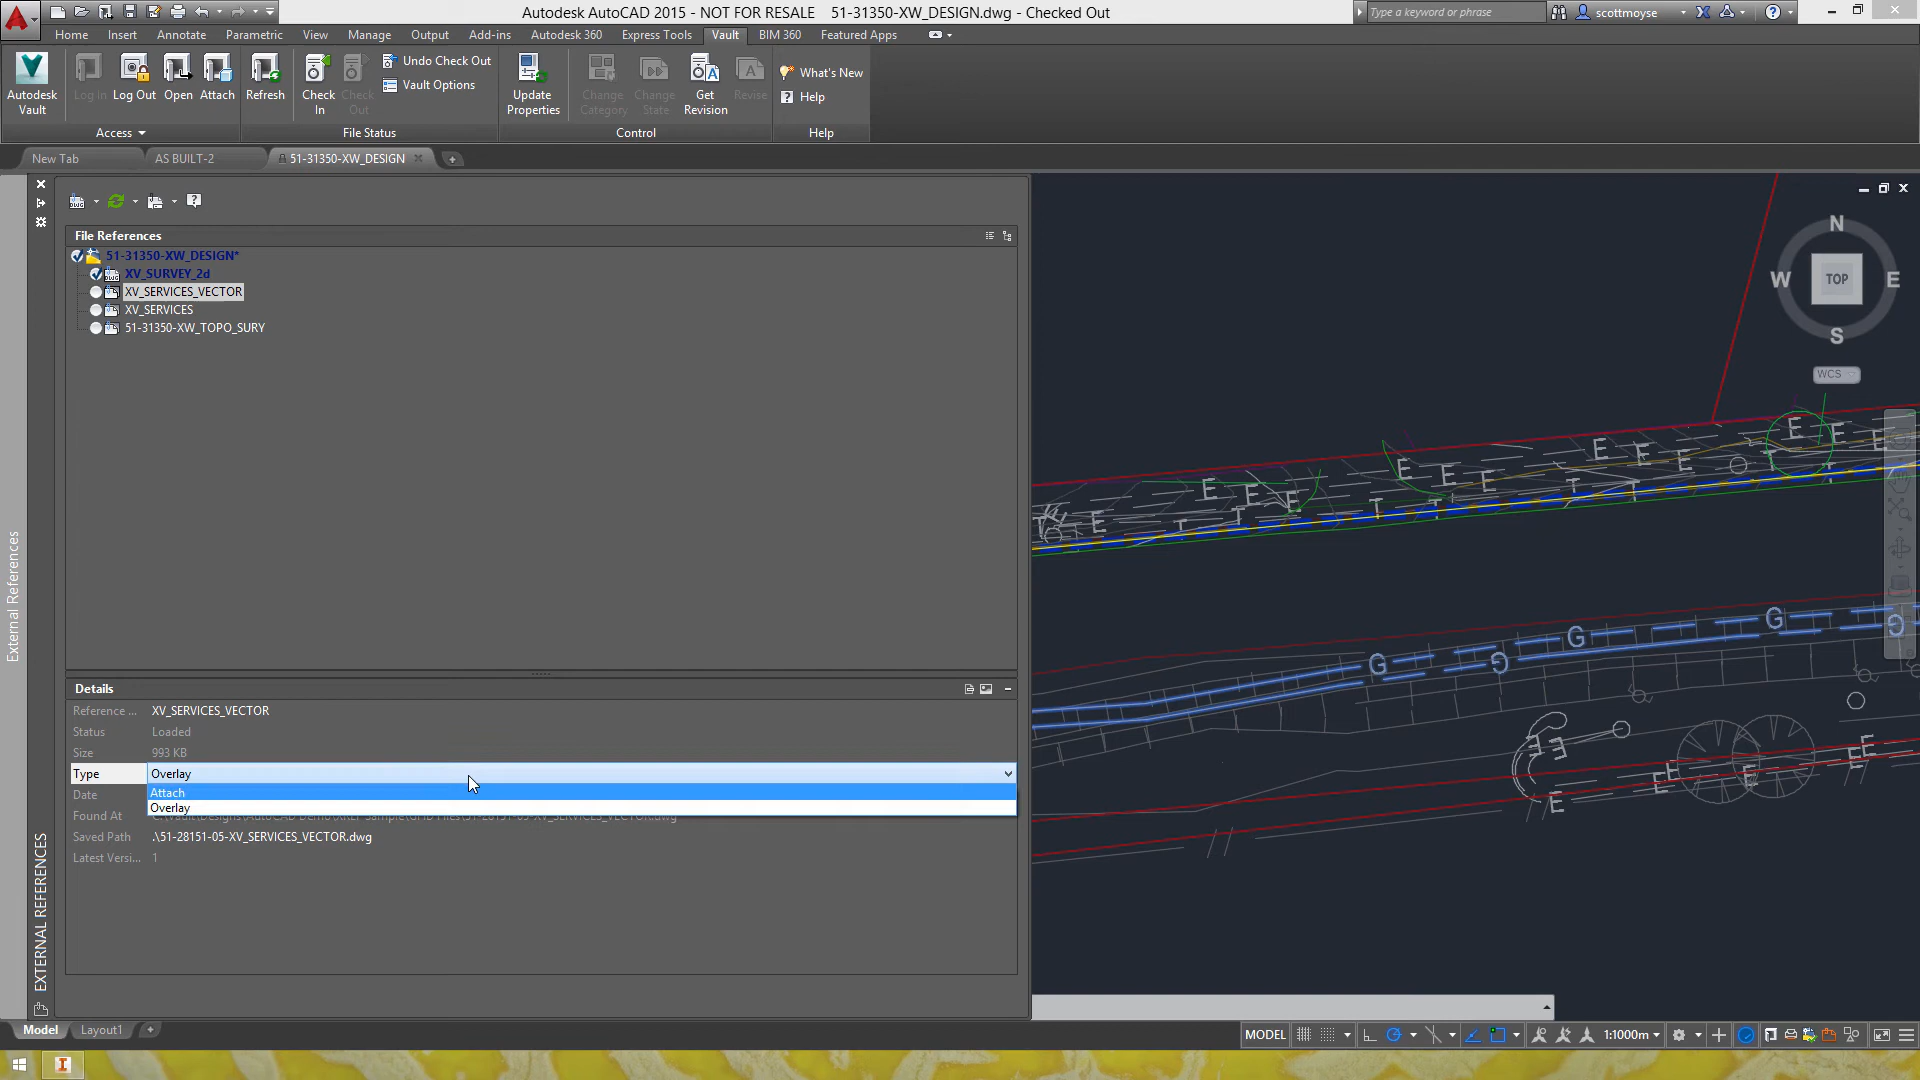 Autodesk AutoCAD 2015 - NOT FOR RESALE 51-31350-XW_DESIGN.dwg - Checked Out
Type a keyword or phrase
scottmoyse
Home Insert Annotate Parametric View Manage Output Add-ins Autodesk 360 Express Tools Vault BIM 360 Featured Apps
Autodesk Vault
Log In
Log Out
Open
Attach
Refresh
Check In
Check Out
Undo Check Out
Vault Options
Update Properties
Change Category
Change State
Get Revision
Revise
What's New
Help
Access File Status Control Help
New Tab AS BUILT-2 51-31350-XW_DESIGN
File References
51-31350-XW_DESIGN*
XV_SURVEY_2d
XV_SERVICES_VECTOR
XV_SERVICES
51-31350-XW_TOPO_SURY
N
W TOP E
S
WCS
E E E E E E E E E E E
T T T T T T T
G G G G G
E E E E E E E E
External References
EXTERNAL REFERENCES
Details
Reference ... XV_SERVICES_VECTOR
Status Loaded
Size 993 KB
Type Overlay
Attach
Overlay
Date
Found At
Saved Path .\51-28151-05-XV_SERVICES_VECTOR.dwg
Latest Versi... 1
Model Layout1
MODEL 1:1000m